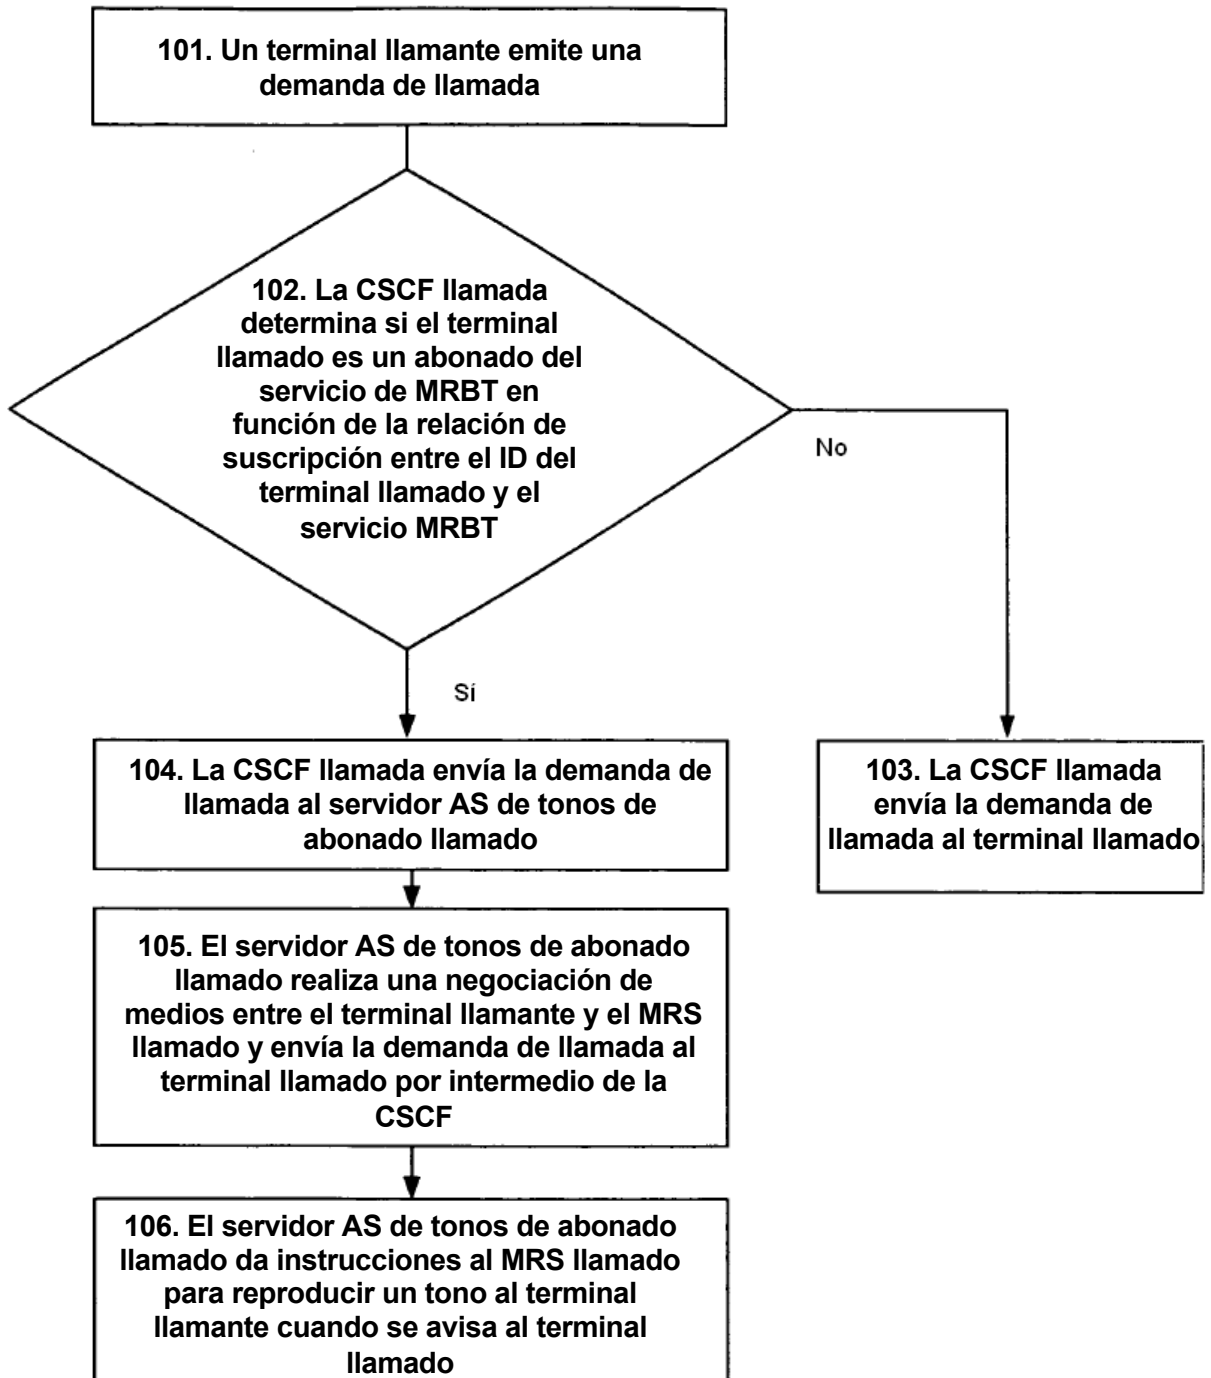 101. Un terminal llamante emite una
demanda de llamada
102. La CSCF llamada
determina si el terminal
llamado es un abonado del
servicio de MRBT en
función de la relación de
suscripción entre el ID del
terminal llamado y el
servicio MRBT
No
Sí
104. La CSCF llamada envía la demanda de
llamada al servidor AS de tonos de
abonado llamado
103. La CSCF llamada
envía la demanda de
llamada al terminal llamado
105. El servidor AS de tonos de abonado
llamado realiza una negociación de
medios entre el terminal llamante y el MRS
llamado y envía la demanda de llamada al
terminal llamado por intermedio de la
CSCF
106. El servidor AS de tonos de abonado
llamado da instrucciones al MRS llamado
para reproducir un tono al terminal
llamante cuando se avisa al terminal
llamado